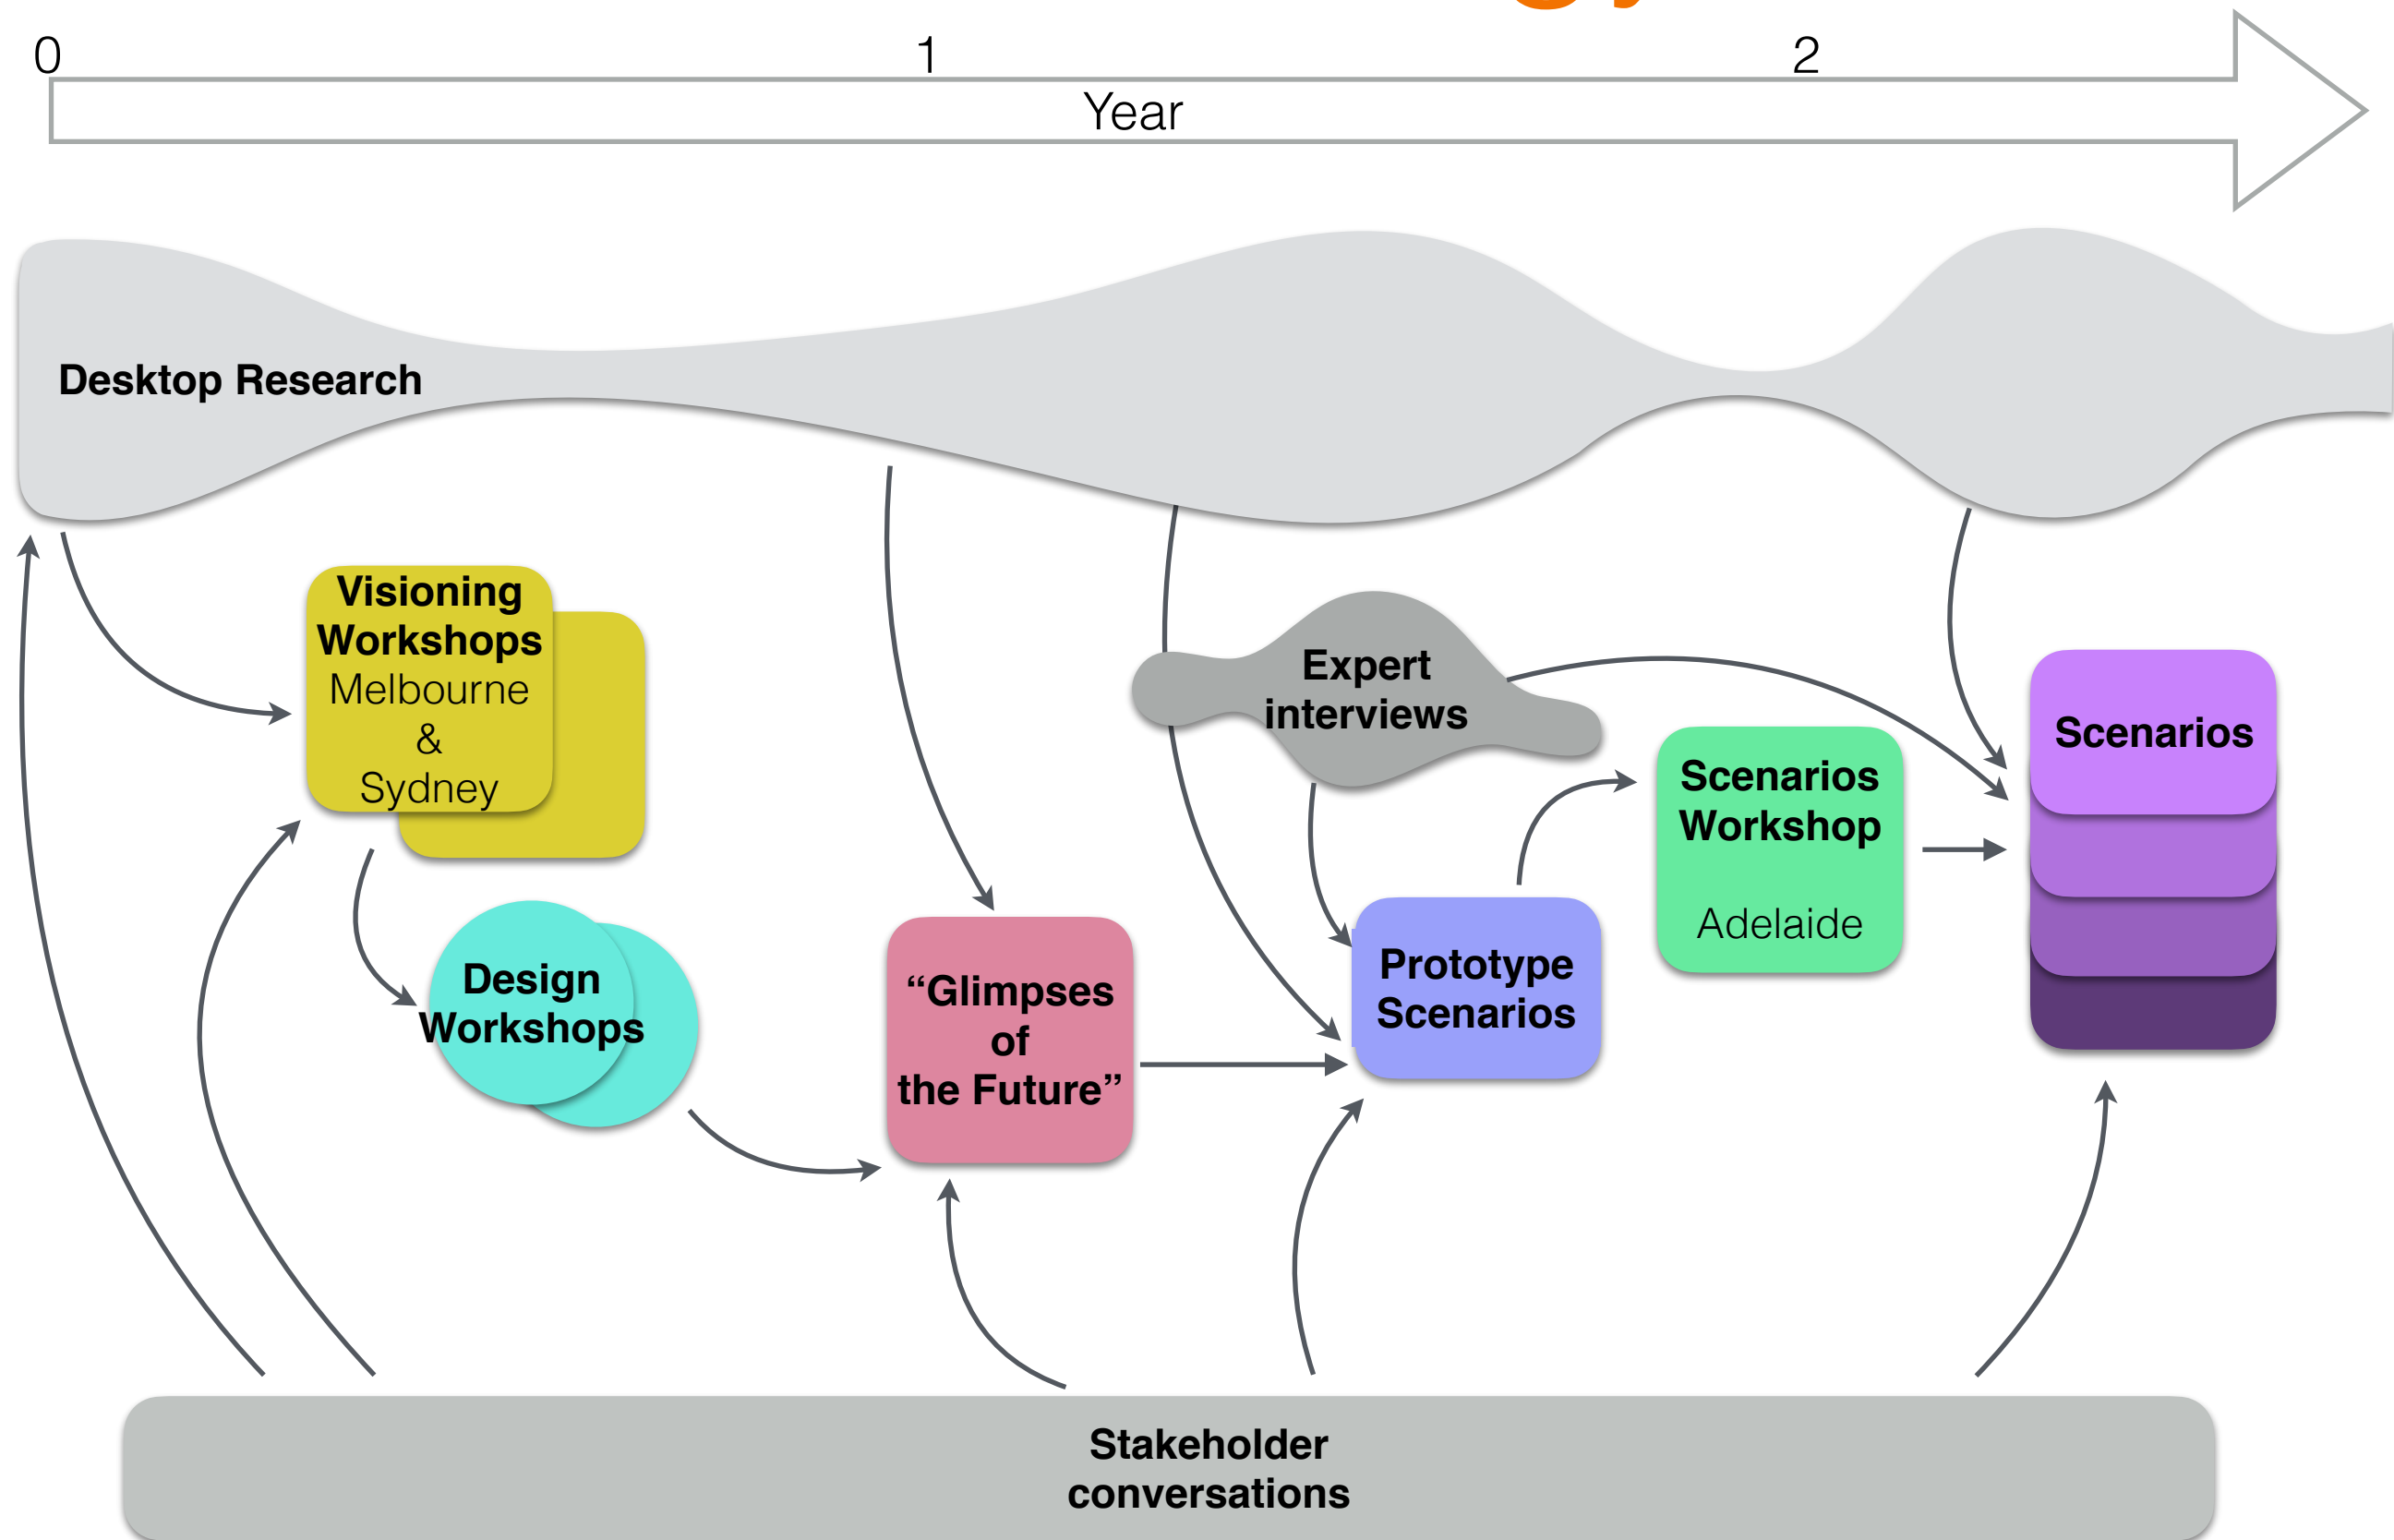 0
1
2
Year
Desktop Research
Visioning
Workshops
Melbourne
&
Sydney
Expert
interviews
Scenarios
Scenarios
Workshop
Adelaide
Design
Workshops
“Glimpses
of
the Future”
Prototype
Scenarios
Stakeholder
conversations